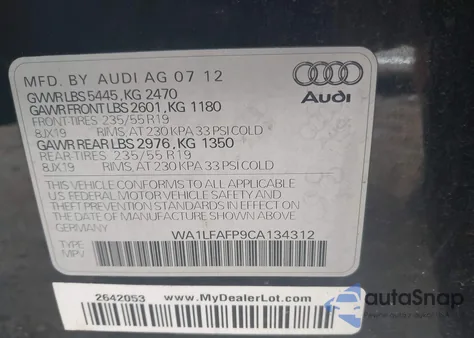 MFD. BY AUDI AG 07 12
GWWR LBS 5445, KG 2470
GAWR FRONT LBS 2601, KG 1180
FRONT-TIRES 235/55 R19
8JX19 RIMS, AT 230 KPA 33 PSI COLD
GAWR REAR LBS 2976, KG 1350
REAR-TIRES 235/55 R19
8JX19 RIMS, AT 230 KPA 33 PSI COLD
Audi
THIS VEHICLE CONFORMS TO ALL APPLICABLE
U.S. FEDERAL MOTOR VEHICLE SAFETY AND
THEFT PREVENTION STANDARDS IN EFFECT ON
THE DATE OF MANUFACTURE SHOWN ABOVE.
WA1LFAFP9CA134312
TYPE:
MPV
2642053 www.MyDealerLot.com
autoSnap